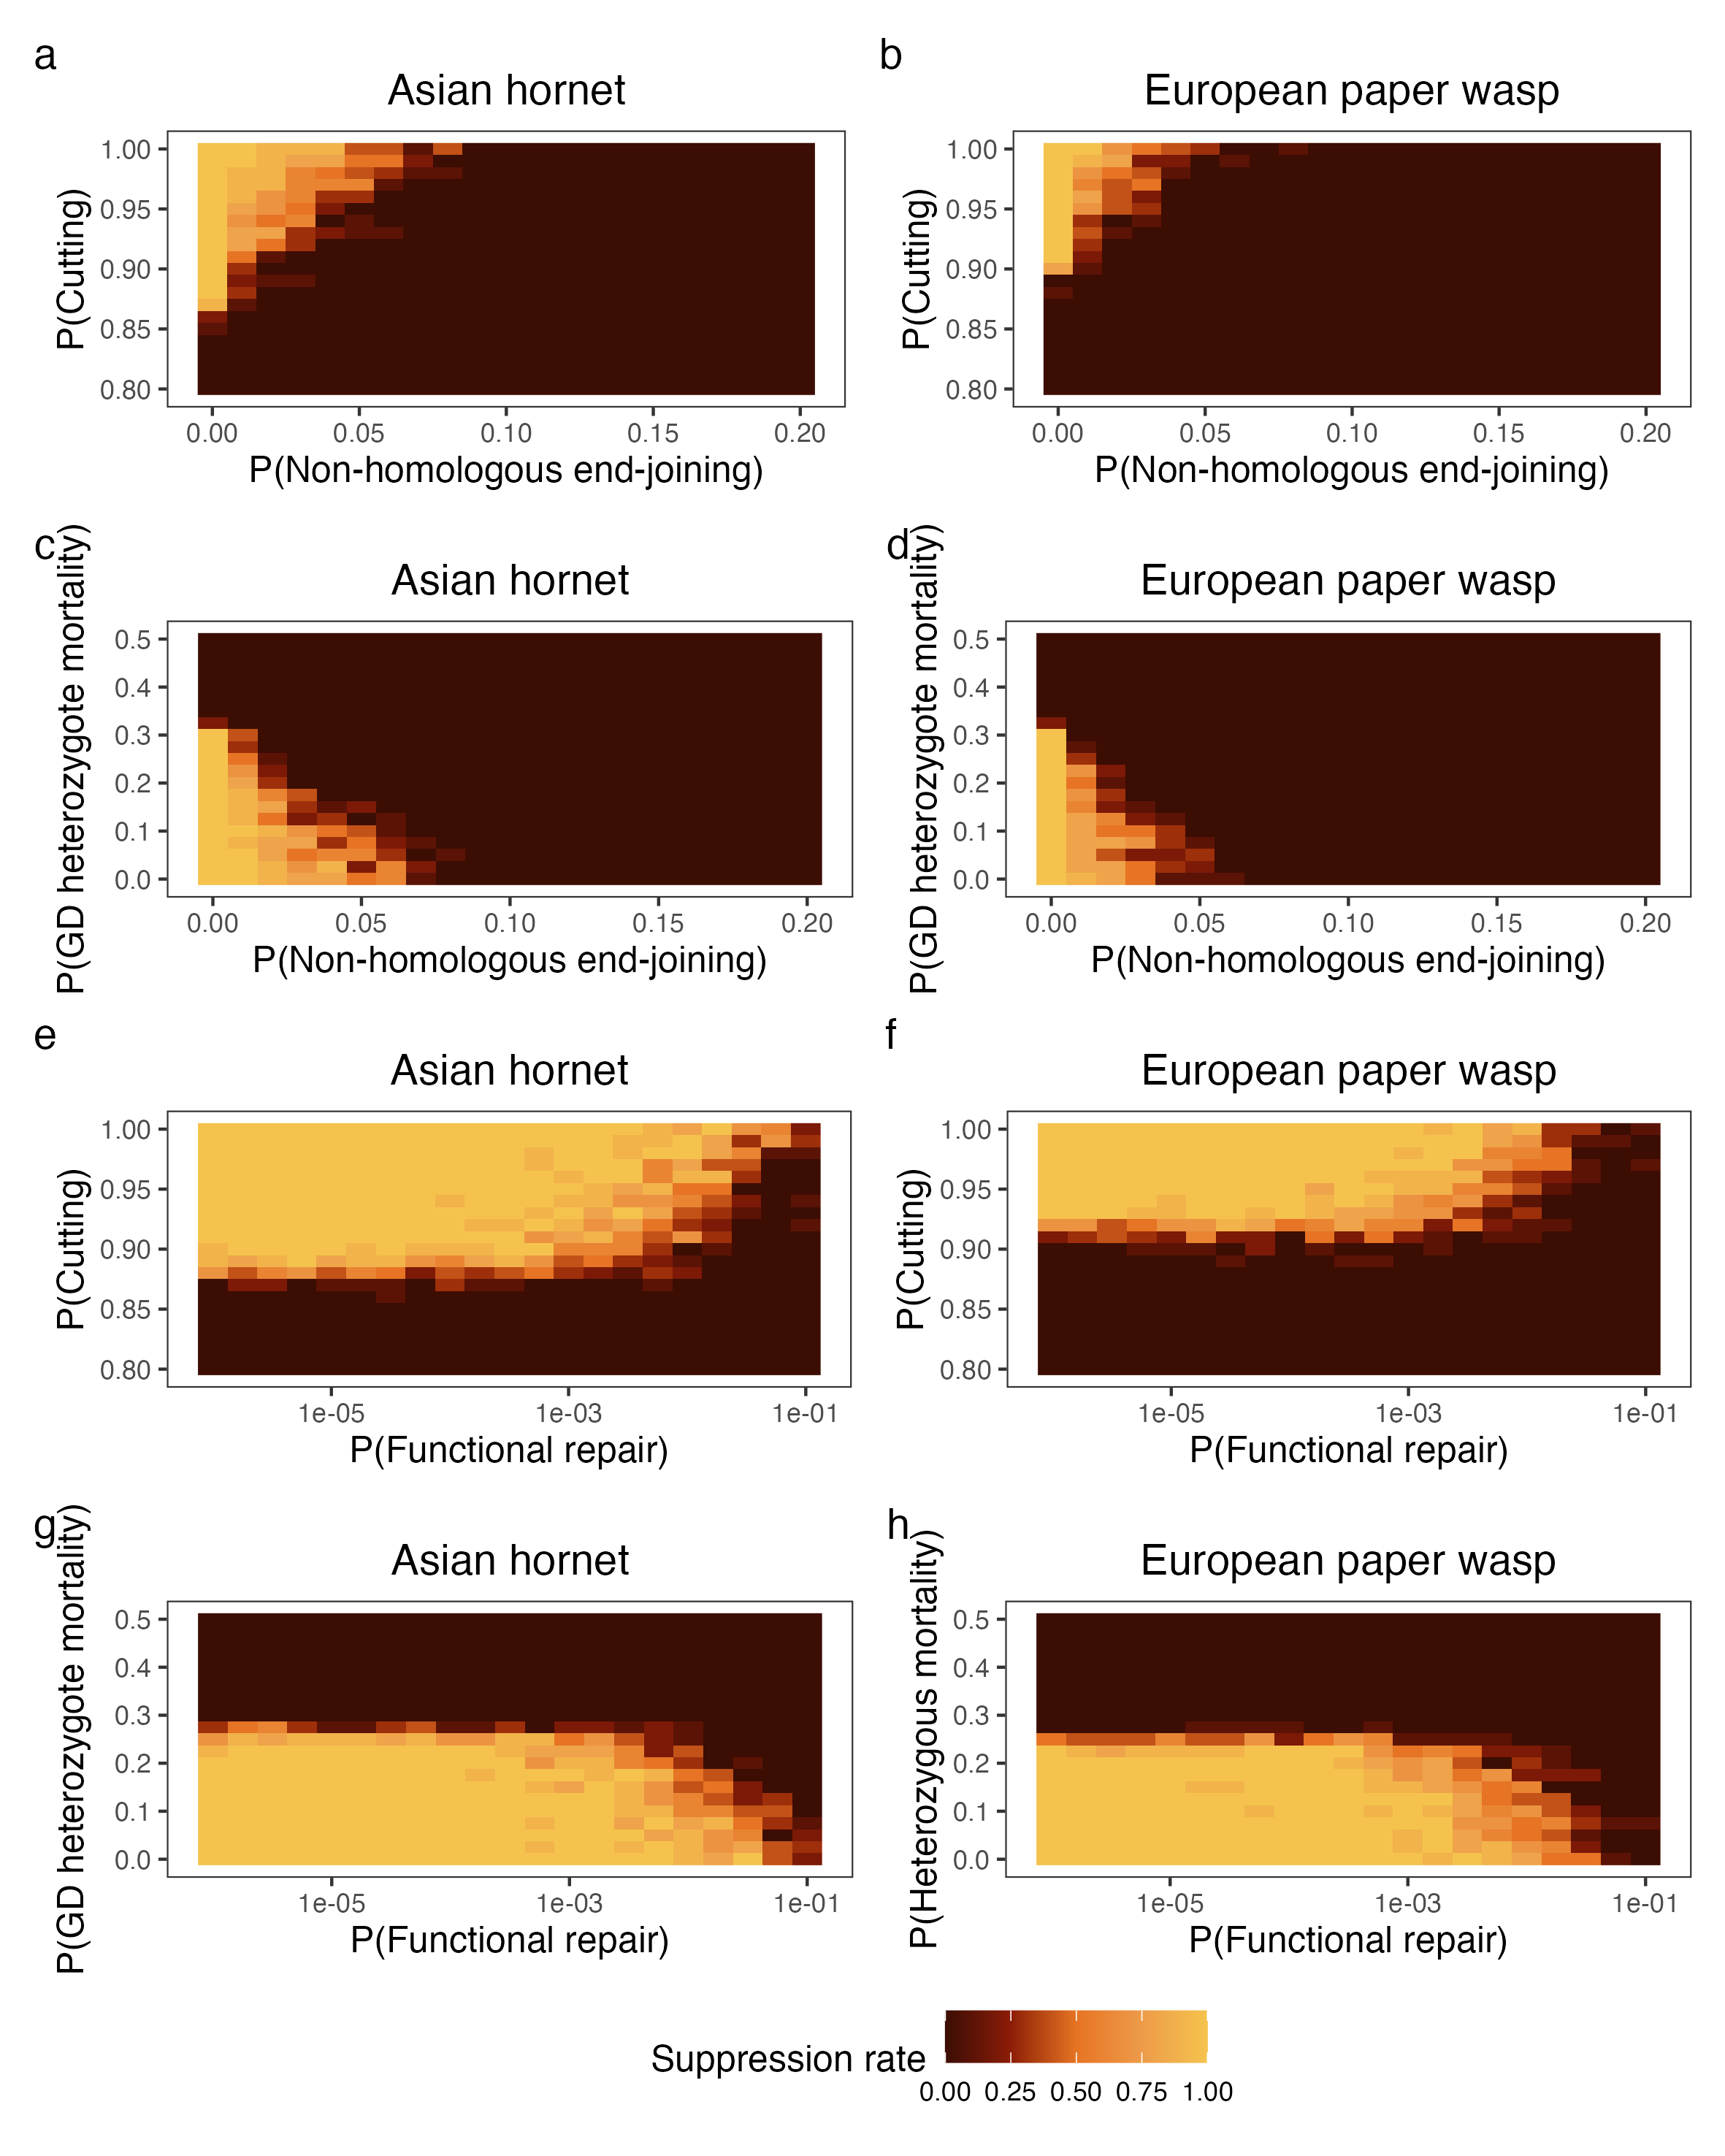 a
Asian hornet
P(Cutting)
1.00
0.95
0.90
0.85
0.80
0.00 0.05 0.10 0.15 0.20
P(Non-homologous end-joining)
b
European paper wasp
P(Cutting)
1.00
0.95
0.90
0.85
0.80
0.00 0.05 0.10 0.15 0.20
P(Non-homologous end-joining)
c
Asian hornet
P(GD heterozygote mortality)
0.5
0.4
0.3
0.2
0.1
0.0
0.00 0.05 0.10 0.15 0.20
P(Non-homologous end-joining)
d
European paper wasp
P(GD heterozygote mortality)
0.5
0.4
0.3
0.2
0.1
0.0
0.00 0.05 0.10 0.15 0.20
P(Non-homologous end-joining)
e
Asian hornet
P(Cutting)
1.00
0.95
0.90
0.85
0.80
1e-05 1e-03 1e-01
P(Functional repair)
f
European paper wasp
P(Cutting)
1.00
0.95
0.90
0.85
0.80
1e-05 1e-03 1e-01
P(Functional repair)
g
Asian hornet
P(GD heterozygote mortality)
0.5
0.4
0.3
0.2
0.1
0.0
1e-05 1e-03 1e-01
P(Functional repair)
h
European paper wasp
P(Heterozygous mortality)
0.5
0.4
0.3
0.2
0.1
0.0
1e-05 1e-03 1e-01
P(Functional repair)
Suppression rate
0.00 0.25 0.50 0.75 1.00